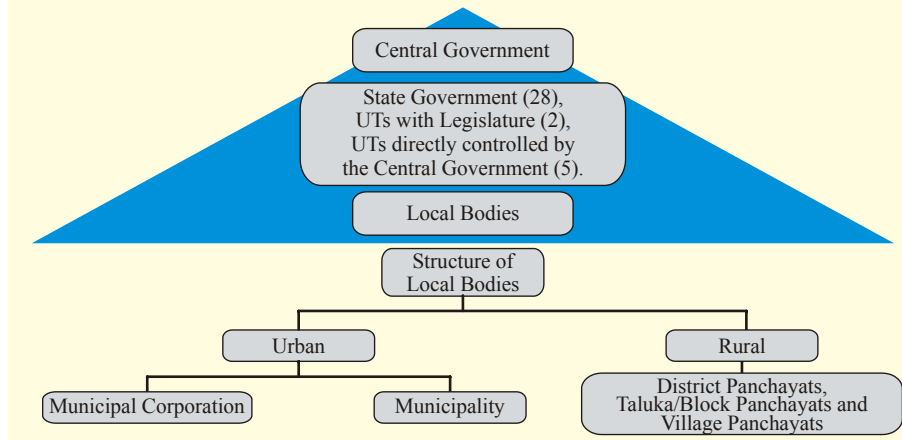 Central Government
State Government (28),
UTs with Legislature (2),
UTs directly controlled by
the Central Government (5).
Local Bodies
Structure of
Local Bodies
Urban
Rural
Municipal Corporation
Municipality
District Panchayats,
Taluka/Block Panchayats and
Village Panchayats